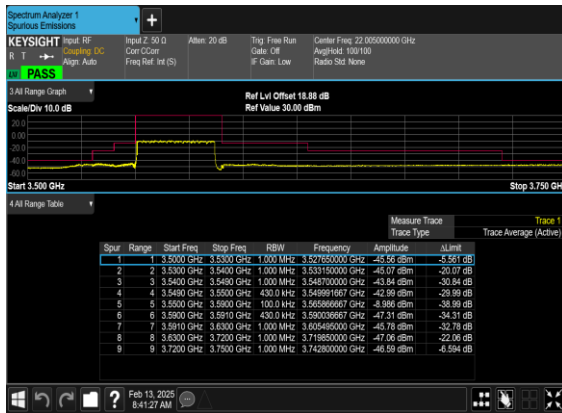 Spectrum Analyzer 1
Spurious Emissions
+
KEYSIGHT Input: RF Input Z: 50 Ω Atten: 20 dB Trig: Free Run Center Freq: 22.005000000 GHz
R T Coupling: DC Corr CCorr Gate: Off Avg|Hold: 100/100
Align: Auto Freq Ref: Int (S) IF Gain: Low Radio Std: None
PASS
3 All Range Graph
Ref Lvl Offset 18.88 dB
Scale/Div 10.0 dB Ref Value 30.00 dBm
20.0
0.00
-20.0
-40.0
-60.0
Start 3.500 GHz Stop 3.750 GH
4 All Range Table
Measure Trace Trace 1
Trace Type Trace Average (Active)
Spur Range Start Freq Stop Freq RBW Frequency Amplitude ΔLimit
1 1 3.5000 GHz 3.5300 GHz 1.000 MHz 3.527650000 GHz -45.56 dBm -5.561 dB
2 2 3.5300 GHz 3.5400 GHz 1.000 MHz 3.533150000 GHz -45.07 dBm -20.07 dB
3 3 3.5400 GHz 3.5490 GHz 1.000 MHz 3.548700000 GHz -43.84 dBm -30.84 dB
4 4 3.5490 GHz 3.5500 GHz 430.0 kHz 3.549991667 GHz -42.99 dBm -29.99 dB
5 5 3.5500 GHz 3.5900 GHz 100.0 kHz 3.565866667 GHz -8.986 dBm -38.99 dB
6 6 3.5900 GHz 3.5910 GHz 430.0 kHz 3.590036667 GHz -47.31 dBm -34.31 dB
7 7 3.5910 GHz 3.6300 GHz 1.000 MHz 3.605495000 GHz -45.78 dBm -32.78 dB
8 8 3.6300 GHz 3.7200 GHz 1.000 MHz 3.719850000 GHz -47.06 dBm -22.06 dB
9 9 3.7200 GHz 3.7500 GHz 1.000 MHz 3.742800000 GHz -46.59 dBm -6.594 dB
? Feb 13, 2025
8:41:27 AM